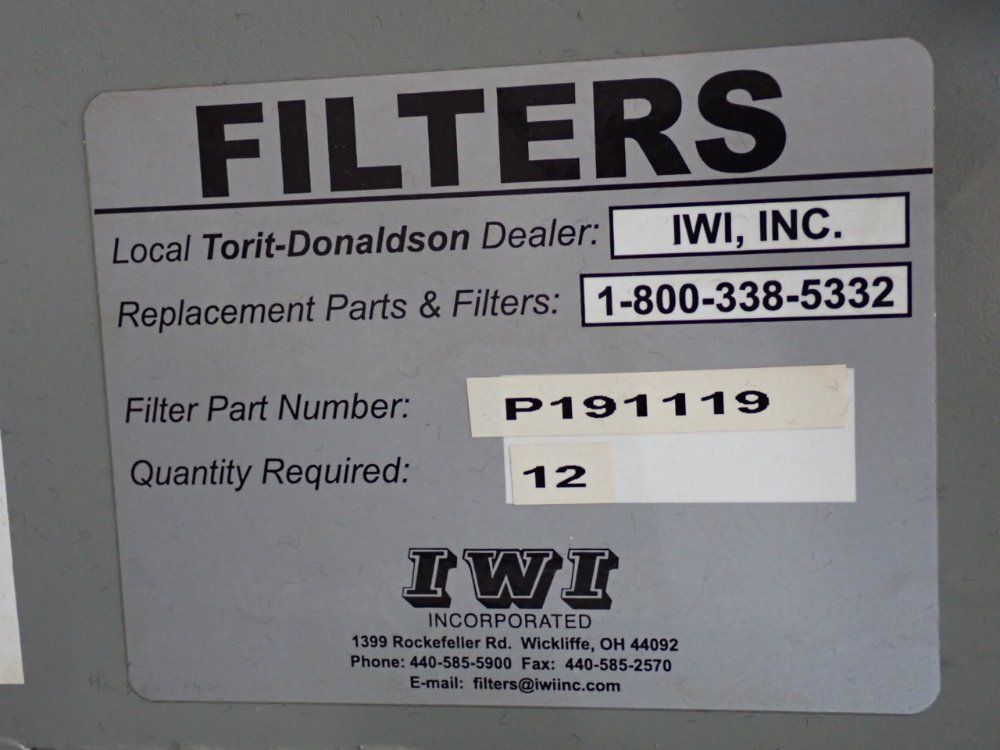 FILTERS
Local Torit-Donaldson Dealer: IWI, INC.
Replacement Parts & Filters: 1-800-338-5332
Filter Part Number: P191119
Quantity Required: 12
IWI
INCORPORATED
1399 Rockefeller Rd. Wickliffe, OH 44092
Phone: 440-585-5900 Fax: 440-585-2570
E-mail: filters@iwiinc.com